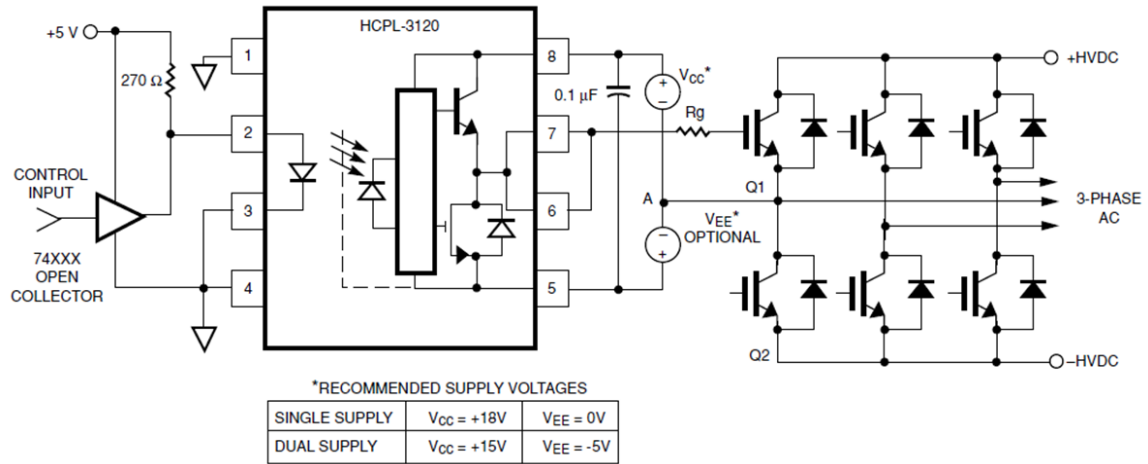 HCPL-3120
+5 V
270 Ω
1
2
3
4
8
7
6
5
CONTROL
INPUT
74XXX
OPEN
COLLECTOR
0.1 µF
+
−
VCC*
Rg
A
−
+
VEE*
OPTIONAL
Q1
Q2
+HVDC
3-PHASE
AC
−HVDC
*RECOMMENDED SUPPLY VOLTAGES
SINGLE SUPPLY VCC = +18V VEE = 0V
DUAL SUPPLY VCC = +15V VEE = -5V